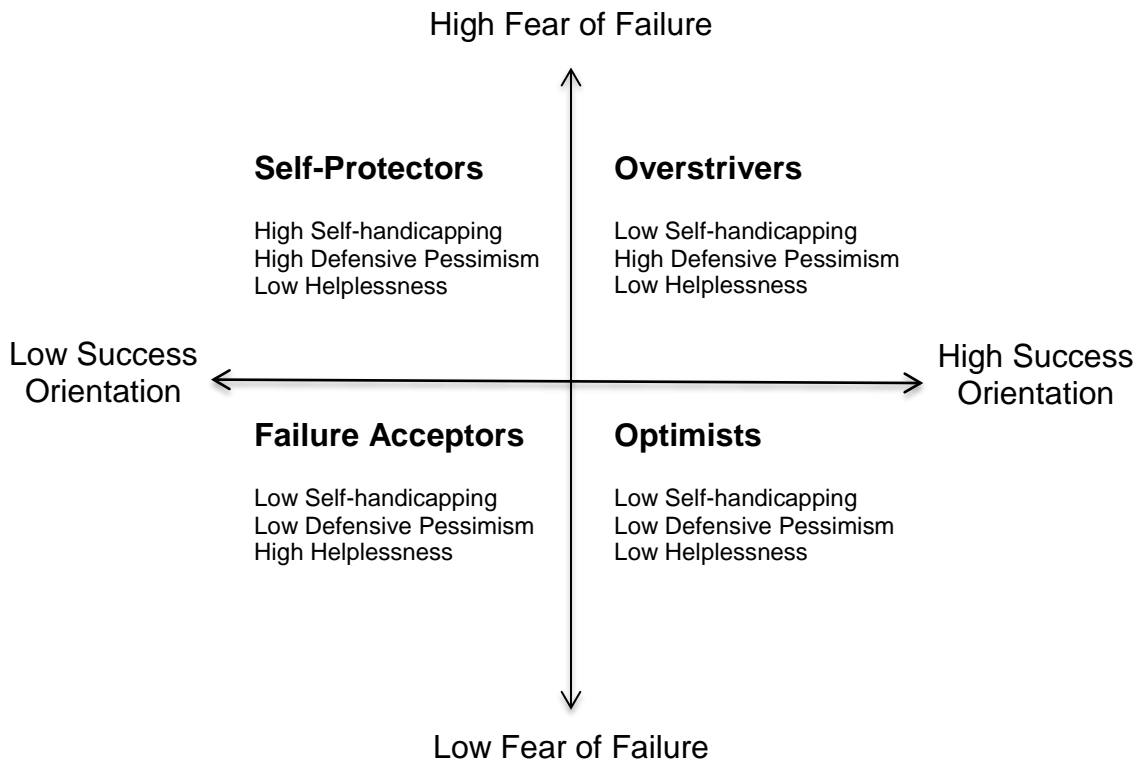 High Fear of Failure
Self-Protectors
High Self-handicapping
High Defensive Pessimism
Low Helplessness
Overstrivers
Low Self-handicapping
High Defensive Pessimism
Low Helplessness
Low Success
Orientation
High Success
Orientation
Failure Acceptors
Low Self-handicapping
Low Defensive Pessimism
High Helplessness
Optimists
Low Self-handicapping
Low Defensive Pessimism
Low Helplessness
Low Fear of Failure